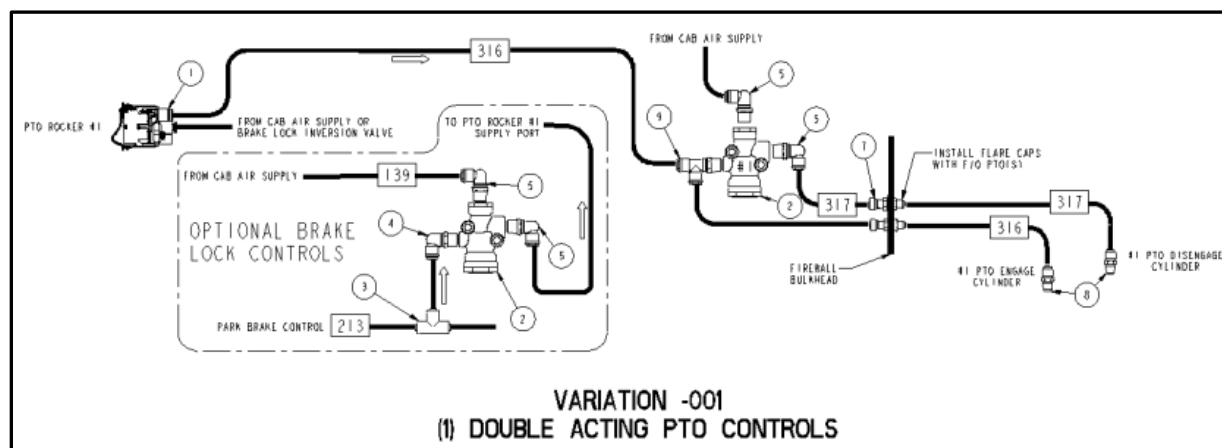 316
FROM CAB AIR SUPPLY
1
5
PTO ROCKER #1
FROM CAB AIR SUPPLY OR
BRAKE LOCK INVERSION VALVE
TO PTO ROCKER #1
SUPPLY PORT
9
5
#1
7
INSTALL FLARE CAPS
WITH F/O PTO(S)
FROM CAB AIR SUPPLY
139
5
2
317
317
OPTIONAL BRAKE
LOCK CONTROLS
4
5
316
FIREWALL
BULKHEAD
#1 PTO ENGAGE
CYLINDER
#1 PTO DISENGAGE
CYLINDER
8
3
2
PARK BRAKE CONTROL
213
VARIATION -001
(1) DOUBLE ACTING PTO CONTROLS